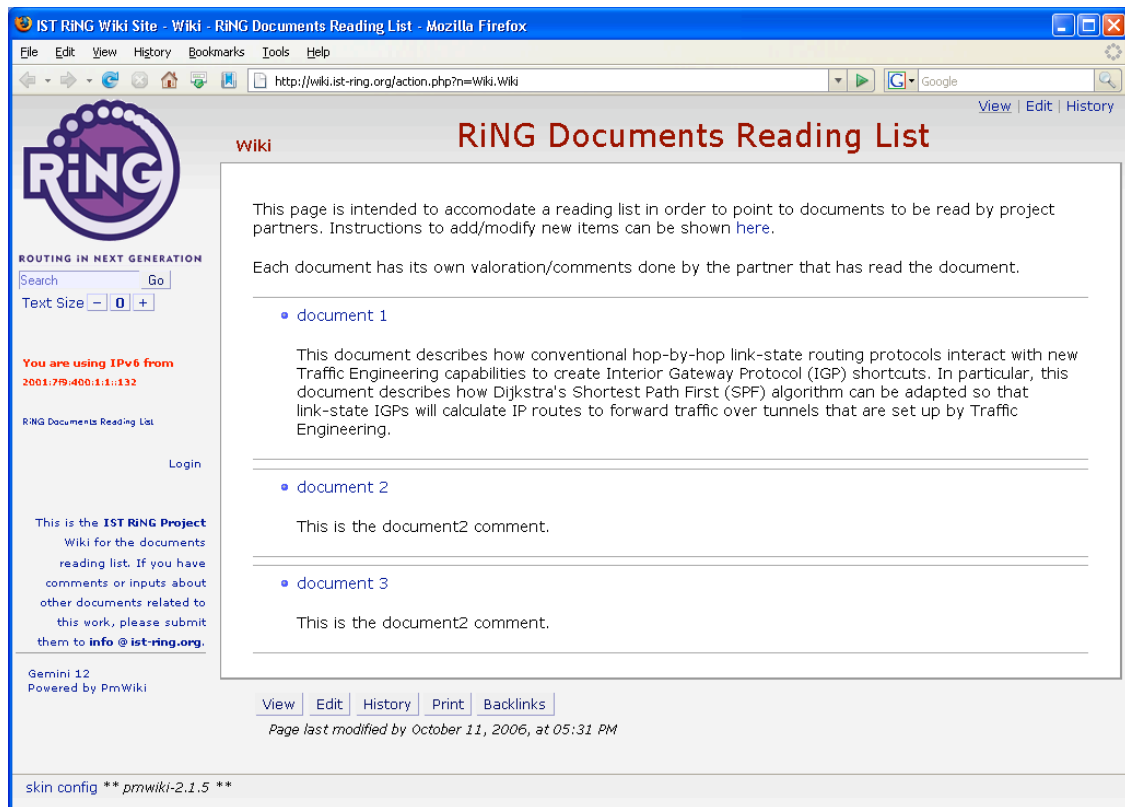 IST RiNG Wiki Site - Wiki - RiNG Documents Reading List - Mozilla Firefox
File Edit View History Bookmarks Tools Help
http://wiki.ist-ring.org/action.php?n=Wiki.Wiki
G Google
View | Edit | History
RiNG
ROUTING iN NEXT GENERATION
Search Go
Text Size - 0 +
You are using IPv6 from
2001:7f9:400:1:1::132
RiNG Documents Reading List
Login
This is the IST RiNG Project
Wiki for the documents
reading list. If you have
comments or inputs about
other documents related to
this work, please submit
them to info @ ist-ring.org.
Gemini 12
Powered by PmWiki
Wiki
RiNG Documents Reading List
This page is intended to accomodate a reading list in order to point to documents to be read by project
partners. Instructions to add/modify new items can be shown here.
Each document has its own valoration/comments done by the partner that has read the document.
document 1
This document describes how conventional hop-by-hop link-state routing protocols interact with new
Traffic Engineering capabilities to create Interior Gateway Protocol (IGP) shortcuts. In particular, this
document describes how Dijkstra's Shortest Path First (SPF) algorithm can be adapted so that
link-state IGPs will calculate IP routes to forward traffic over tunnels that are set up by Traffic
Engineering.
document 2
This is the document2 comment.
document 3
This is the document2 comment.
View Edit History Print Backlinks
Page last modified by October 11, 2006, at 05:31 PM
skin config ** pmwiki-2.1.5 **